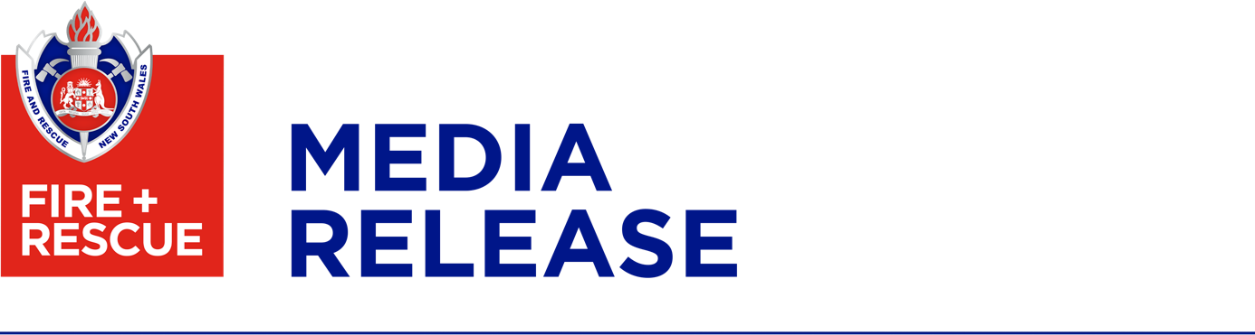 FIRE AND RESCUE NEW SOUTH WALES
FIRE +
RESCUE
MEDIA
RELEASE